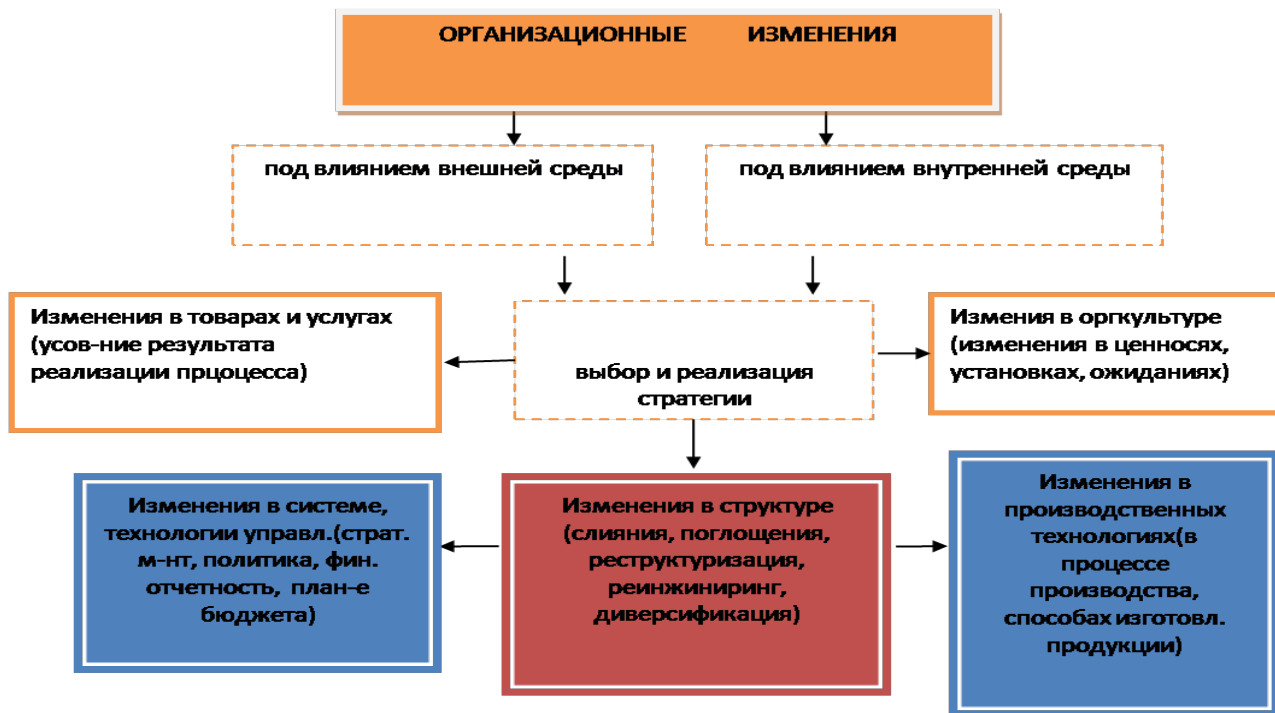 ОРГАНИЗАЦИОННЫЕ ИЗМЕНЕНИЯ
под влиянием внешней среды
под влиянием внутренней среды
Изменения в товарах и услугах
(усов-ние результата
реализации прцоцесса)
выбор и реализация
стратегии
Измения в оргкультуре
(изменения в ценносях,
установках, ожиданиях)
Изменения в системе,
технологии управл.(страт.
м-нт, политика, фин.
отчетность, план-е
бюджета)
Изменения в структуре
(слияния, поглощения,
реструктуризация,
реинжиниринг,
диверсификация)
Изменения в
производственных
технологиях(в
процессе
производства,
способах изготовл.
продукции)